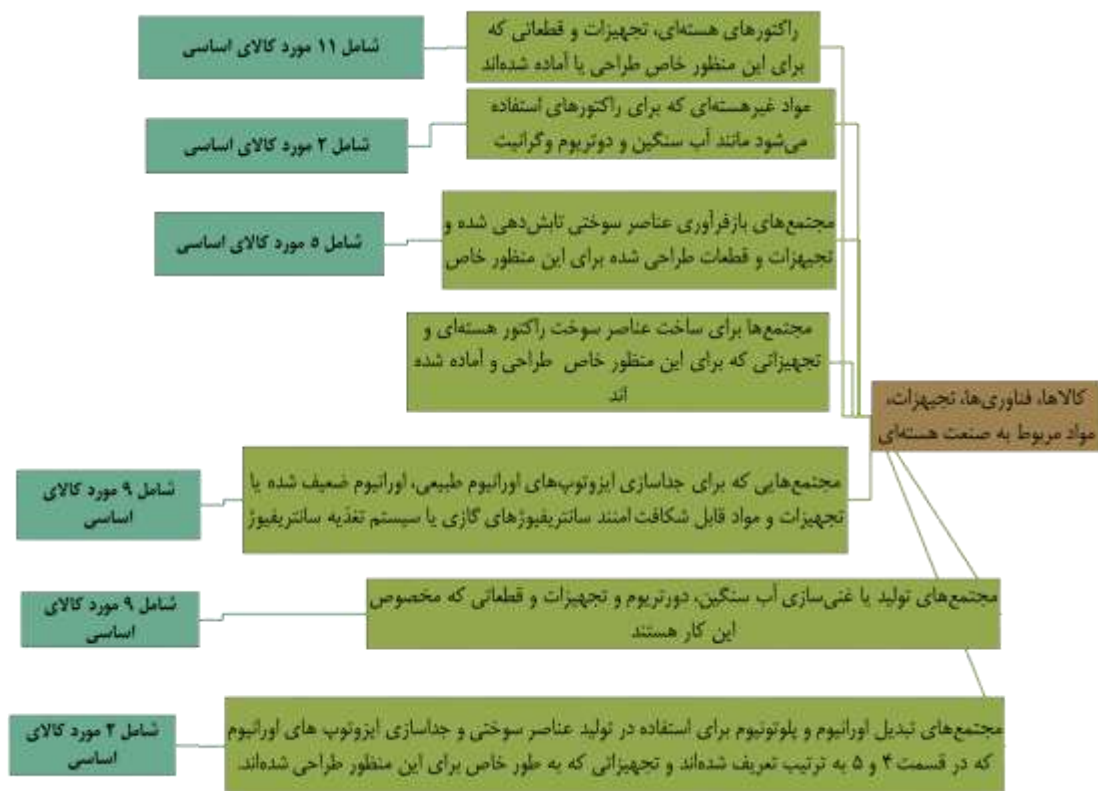 کالاها، فناوری‌ها، تجهیزات،
مواد مربوط به صنعت هسته‌ای
راکتورهای هسته‌ای، تجهیزات و قطعاتی که
برای این منظور خاص طراحی یا آماده شده‌اند
شامل ۱۱ مورد کالای اساسی
مواد غیرهسته‌ای که برای راکتورهای استفاده
می‌شود مانند آب سنگین و دوتریوم وگرانیت
شامل ۲ مورد کالای اساسی
مجتمع‌های بازفرآوری عناصر سوختی تابش‌دهی شده و
تجیهزات و قطعات طراحی شده برای این منظور خاص
شامل ۵ مورد کالای اساسی
مجتمع‌ها برای ساخت عناصر سوخت راکتور هسته‌ای و
تجهیزاتی که برای این منظور خاص طراحی و آماده شده
اند
مجتمع‌هایی که برای جداسازی ایزوتوپ‌های اورانیوم طبیعی، اورانیوم ضعیف شده یا
تجهیزات و مواد قابل شکافت امنند سانتریفیوژهای گازی یا سیستم تغذیه سانتریفیوژ
شامل ۹ مورد کالای
اساسی
مجتمع‌های تولید یا غنی‌سازی آب سنگین، دورتریوم و تجهیزات و قطعاتی که مخصوص
این کار هستند
شامل ۹ مورد کالای
اساسی
مجتمع‌های تبدیل اورانیوم و پلوتونیوم برای استفاده در تولید عناصر سوختی و جداسازی ایزوتوپ های اورانیوم
که در قسمت ۴ و ۵ به ترتیب تعریف شده‌اند و تجهیزاتی که به طور خاص برای این منظور طراحی شده‌اند.
شامل مورد کالای
اساسی